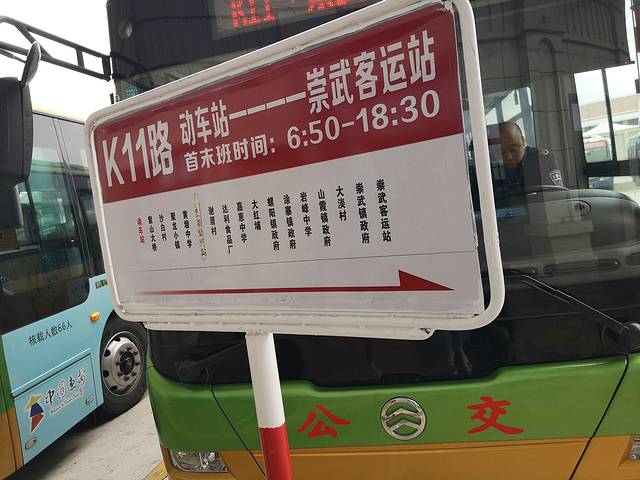 K11路 动车站————崇武客运站
首末班时间：6:50-18:30
动车站
紫山大桥
沙白村
聚龙小镇
黄塘中学
谢厝村
达利食品厂
嘉惠中学
大红埔
螺阳镇政府
涂寨镇政府
岩峰中学
山霞镇政府
大淡村
崇武镇政府
崇武客运站
核载人数66人
公 交